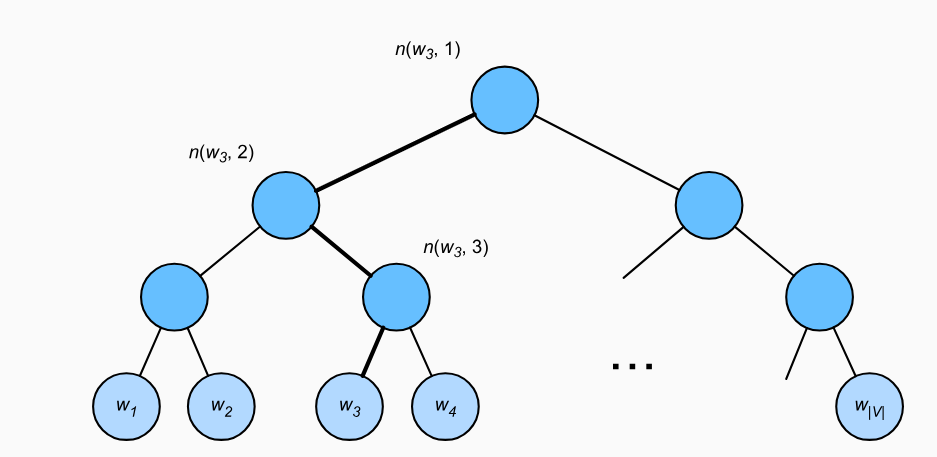 n(w₃, 1)
n(w₃, 2)
n(w₃, 3)
...
w₁ w₂ w₃ w₄ w|V|